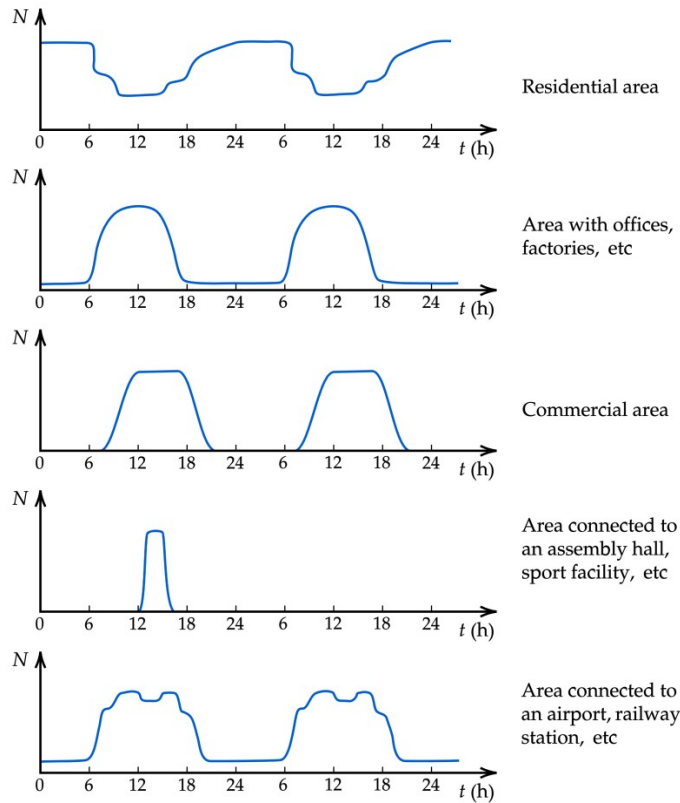 N
Residential area
0 6 12 18 24 6 12 18 24
t (h)
N
Area with offices,
factories, etc
0 6 12 18 24 6 12 18 24
t (h)
N
Commercial area
0 6 12 18 24 6 12 18 24
t (h)
N
Area connected to
an assembly hall,
sport facility, etc
0 6 12 18 24 6 12 18 24
t (h)
N
Area connected to
an airport, railway
station, etc
0 6 12 18 24 6 12 18 24
t (h)